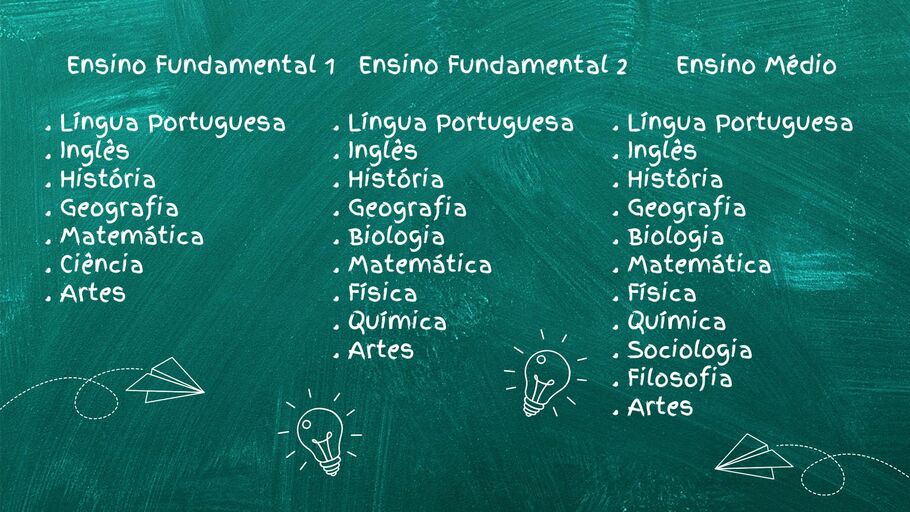 Ensino Fundamental 1
. Língua Portuguesa
. Inglês
. História
. Geografia
. Matemática
. Ciência
. Artes
Ensino Fundamental 2
. Língua Portuguesa
. Inglês
. História
. Geografia
. Biologia
. Matemática
. Física
. Química
. Artes
Ensino Médio
. Língua Portuguesa
. Inglês
. História
. Geografia
. Biologia
. Matemática
. Física
. Química
. Sociologia
. Filosofia
. Artes